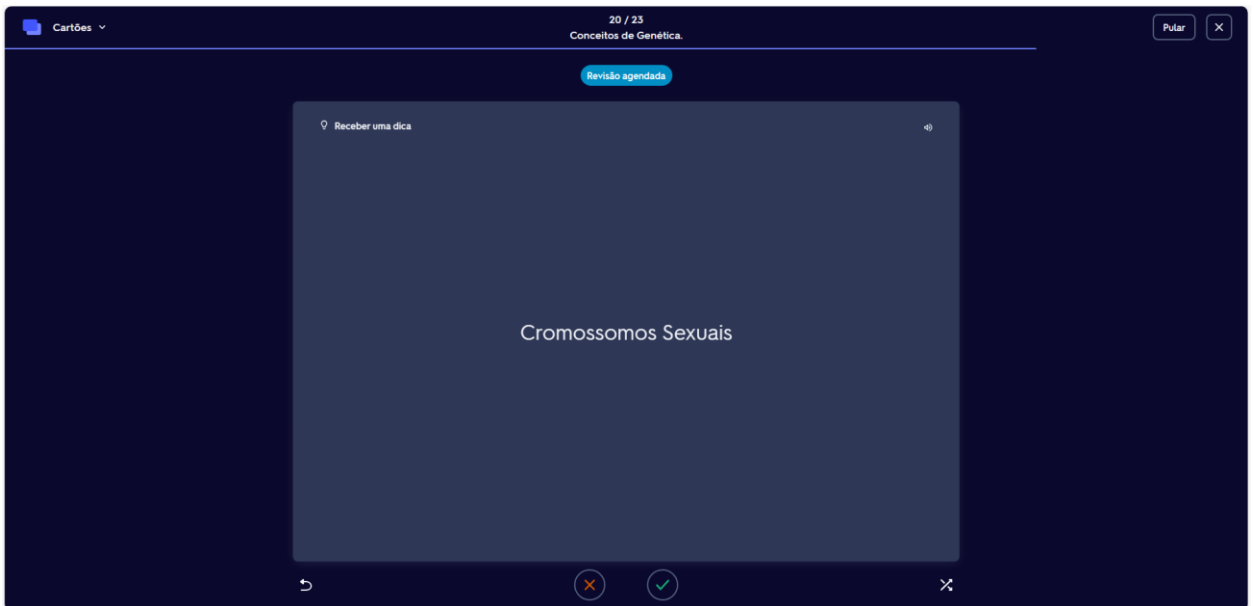 Cartões
20 / 23
Conceitos de Genética.
Pular
Revisão agendada
Receber uma dica
Cromossomos Sexuais